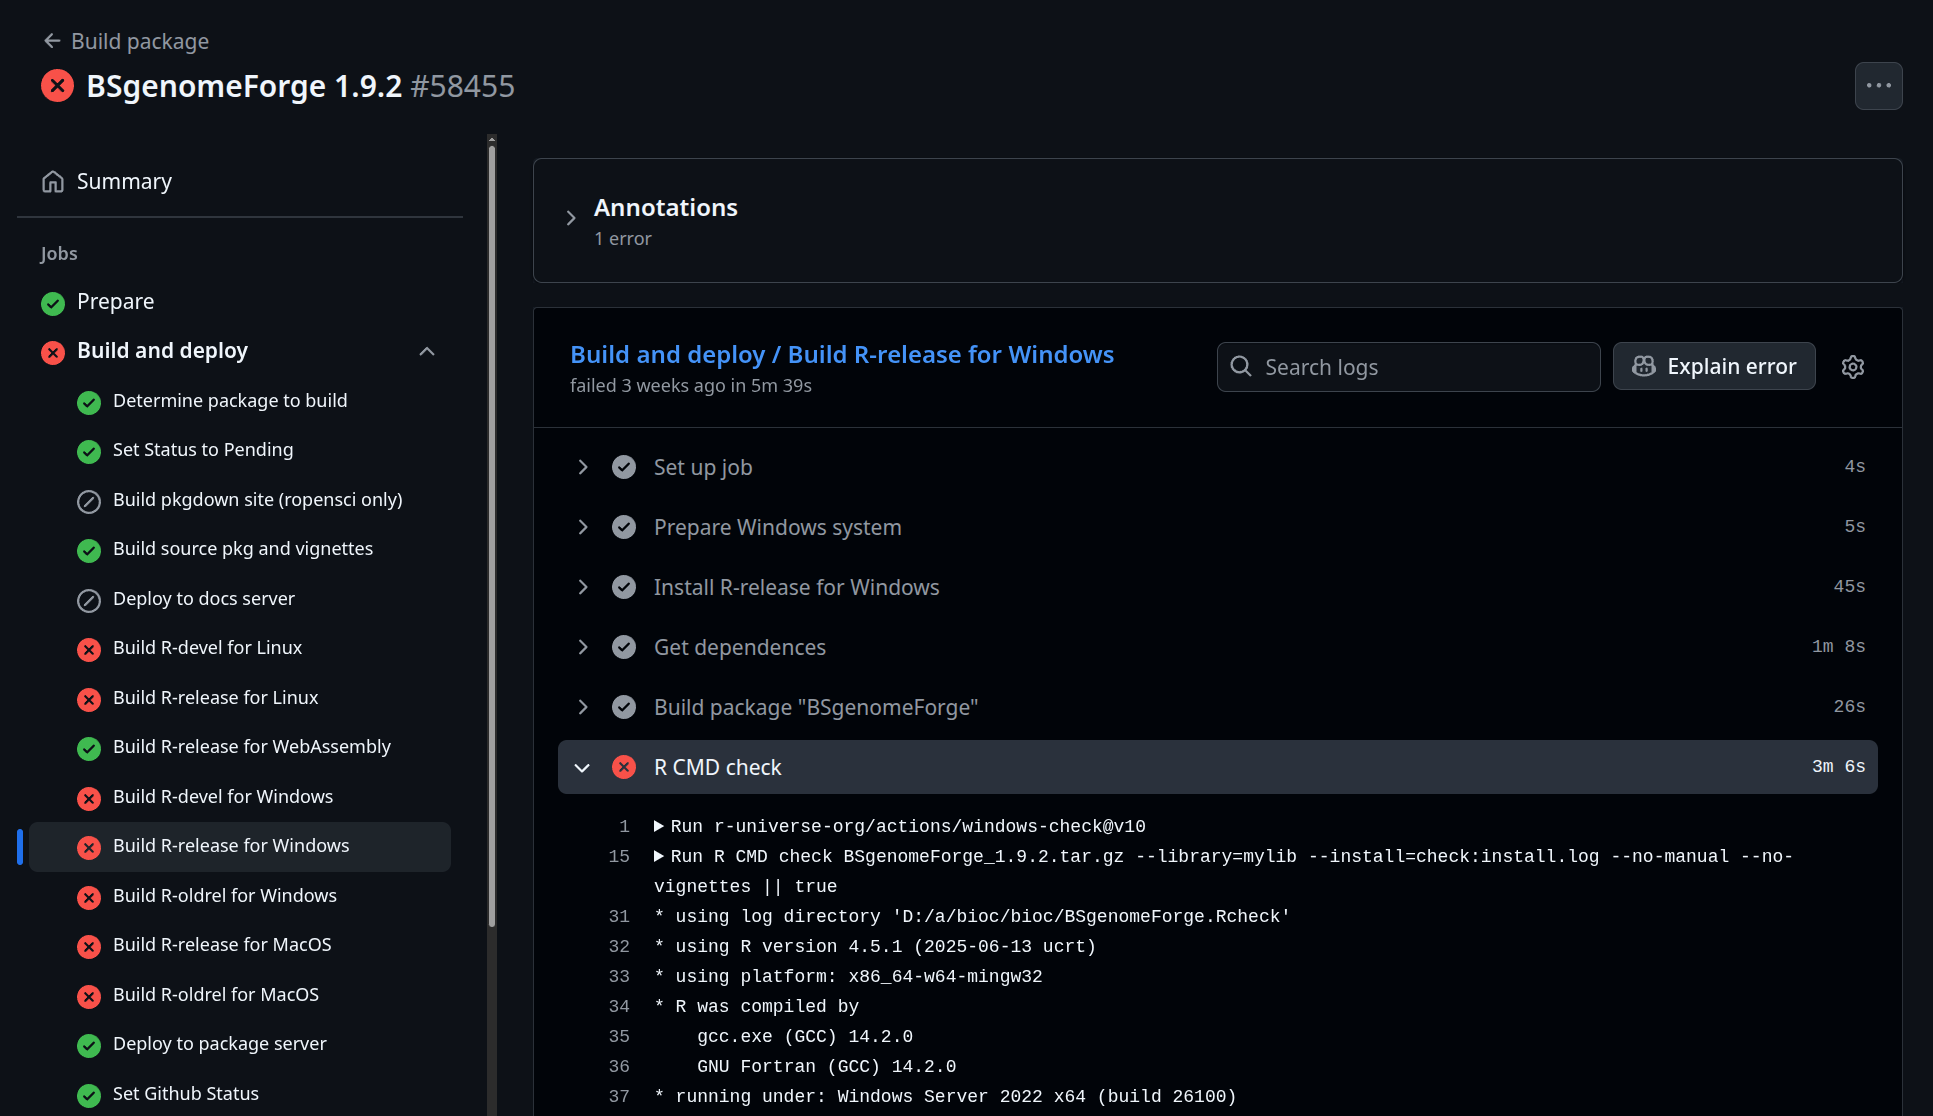 Build package
BSgenomeForge 1.9.2 #58455
Summary
Jobs
Prepare
Build and deploy
Determine package to build
Set Status to Pending
Build pkgdown site (ropensci only)
Build source pkg and vignettes
Deploy to docs server
Build R-devel for Linux
Build R-release for Linux
Build R-release for WebAssembly
Build R-devel for Windows
Build R-release for Windows
Build R-oldrel for Windows
Build R-release for MacOS
Build R-oldrel for MacOS
Deploy to package server
Set Github Status
Annotations
1 error
Build and deploy / Build R-release for Windows
failed 3 weeks ago in 5m 39s
Search logs
Explain error
Set up job 4s
Prepare Windows system 5s
Install R-release for Windows 45s
Get dependences 1m 8s
Build package "BSgenomeForge" 26s
R CMD check 3m 6s
1 Run r-universe-org/actions/windows-check@v10
15 Run R CMD check BSgenomeForge_1.9.2.tar.gz --library=mylib --install=check:install.log --no-manual --no-
vignettes || true
31 * using log directory 'D:/a/bioc/bioc/BSgenomeForge.Rcheck'
32 * using R version 4.5.1 (2025-06-13 ucrt)
33 * using platform: x86_64-w64-mingw32
34 * R was compiled by
35 gcc.exe (GCC) 14.2.0
36 GNU Fortran (GCC) 14.2.0
37 * running under: Windows Server 2022 x64 (build 26100)